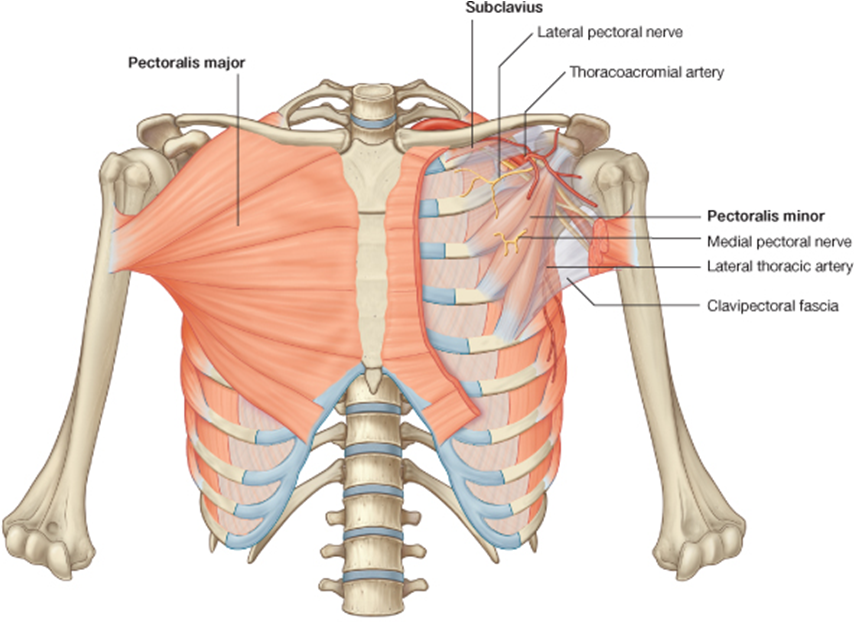 Subclavius
Lateral pectoral nerve
Pectoralis major
Thoracoacromial artery
Pectoralis minor
Medial pectoral nerve
Lateral thoracic artery
Clavipectoral fascia